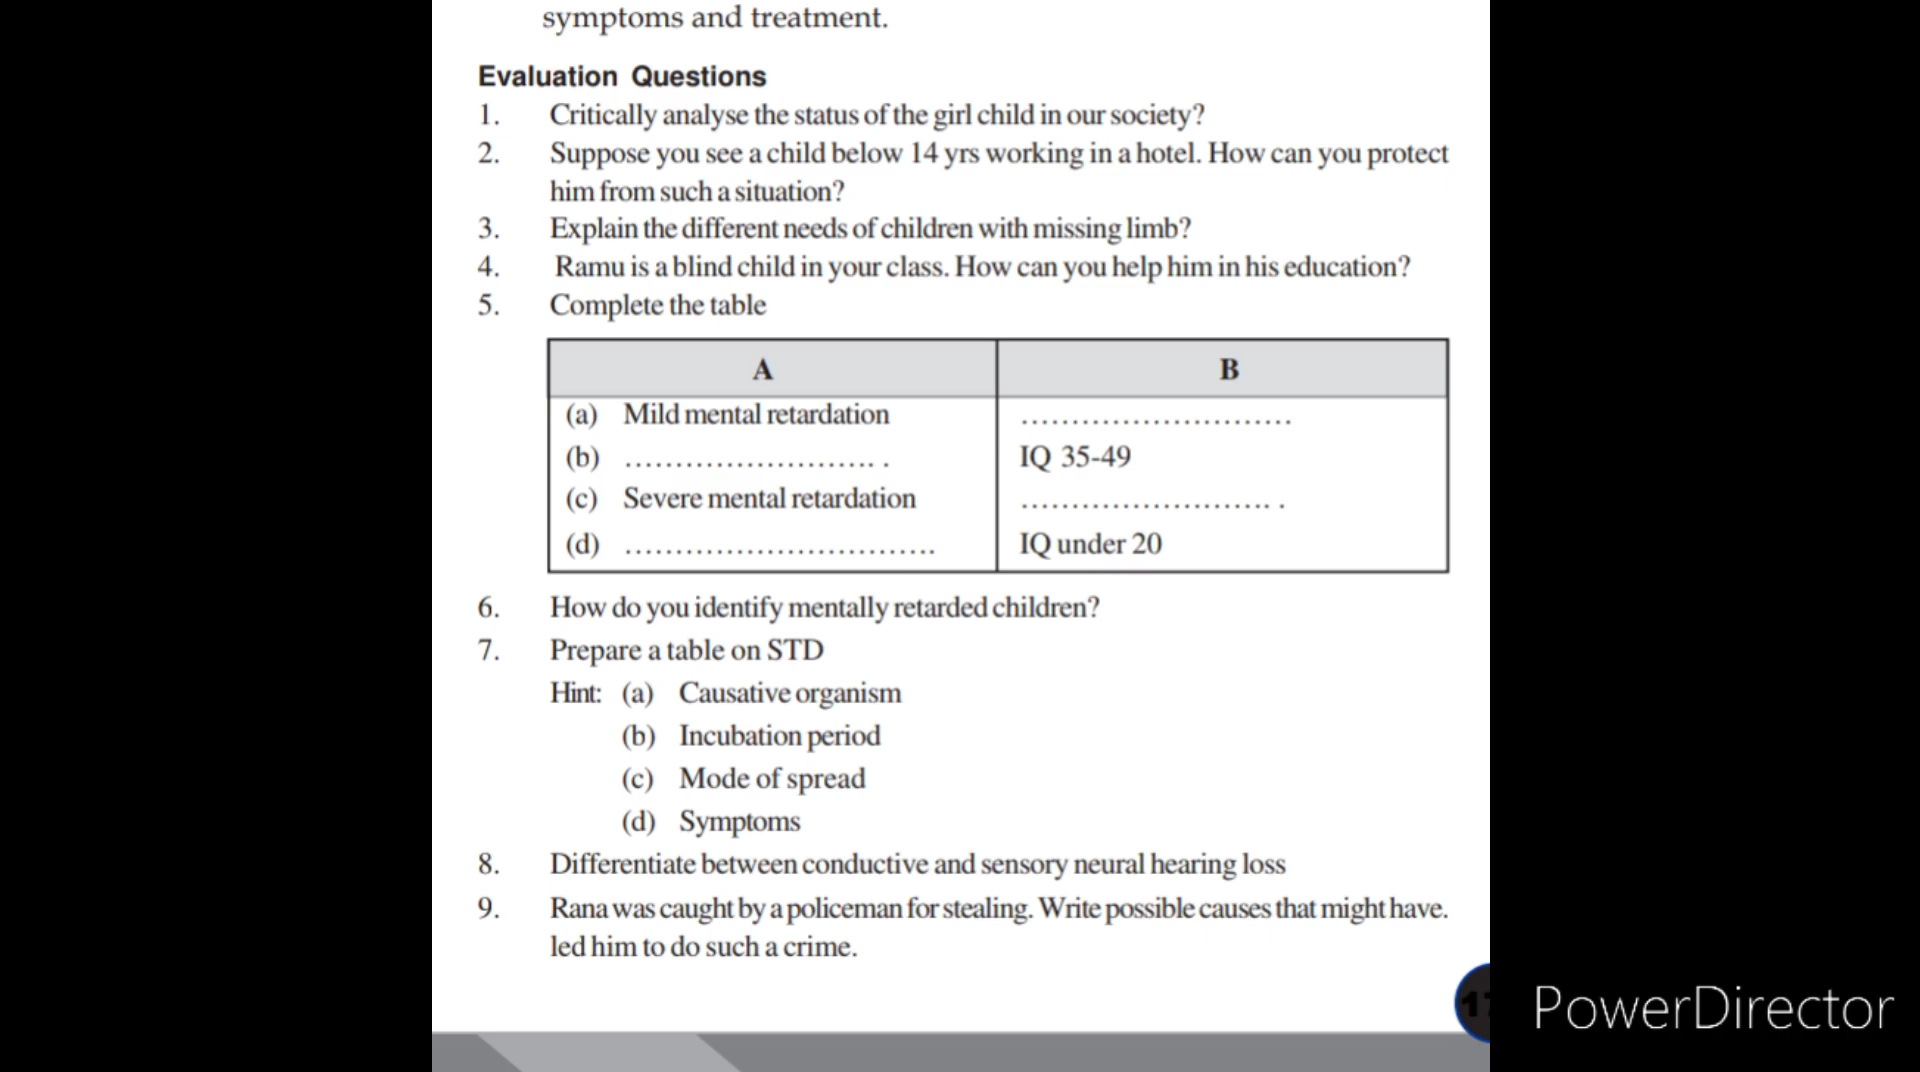 symptoms and treatment.
Evaluation Questions
1. Critically analyse the status of the girl child in our society?
2. Suppose you see a child below 14 yrs working in a hotel. How can you protect
him from such a situation?
3. Explain the different needs of children with missing limb?
4. Ramu is a blind child in your class. How can you help him in his education?
5. Complete the table
A B
(a) Mild mental retardation ...........................
(b) .......................... . IQ 35-49
(c) Severe mental retardation .......................... .
(d) ............................... IQ under 20
6. How do you identify mentally retarded children?
7. Prepare a table on STD
Hint: (a) Causative organism
(b) Incubation period
(c) Mode of spread
(d) Symptoms
8. Differentiate between conductive and sensory neural hearing loss
9. Rana was caught by a policeman for stealing. Write possible causes that might have.
led him to do such a crime.
PowerDirector